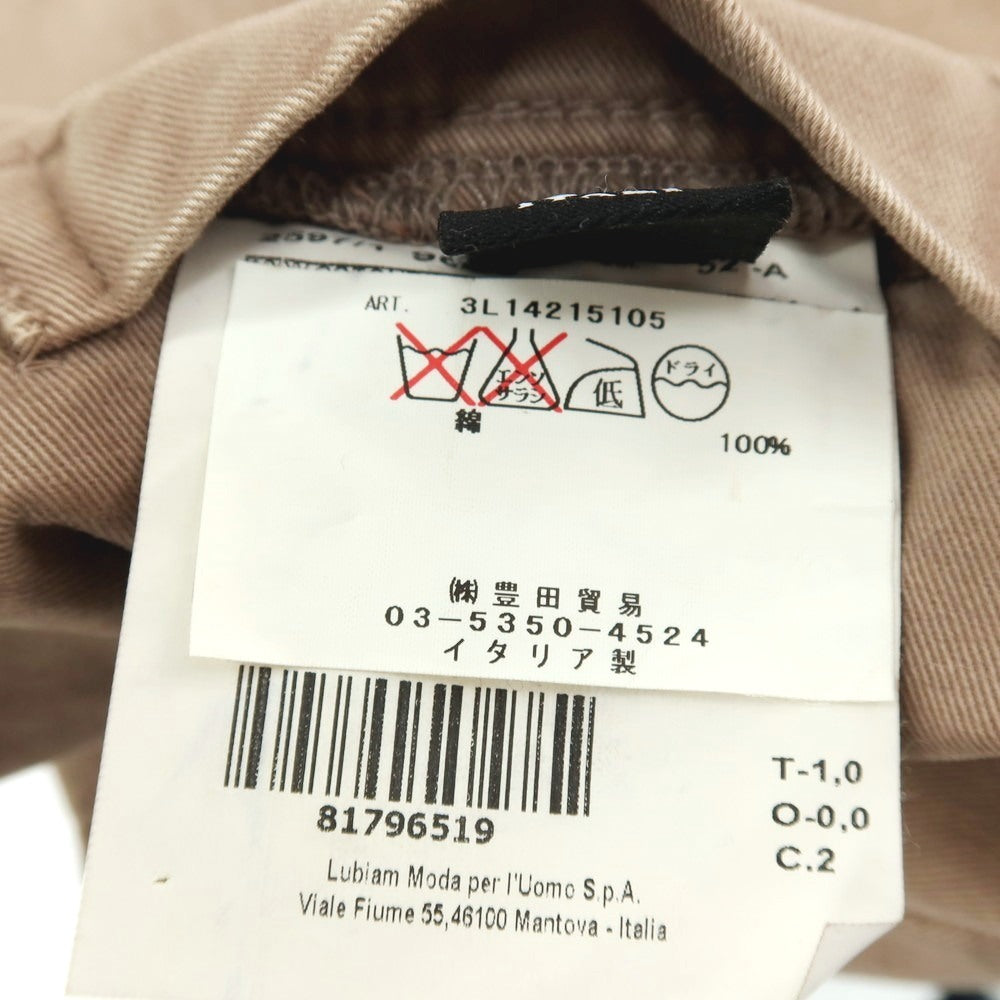 ART. 3L14215105
エンソ
サラシ
低
ドライ
綿
100%
㈱豊田貿易
03-5350-4524
イタリア製
81796519
T-1,0
O-0,0
C.2
Lubiam Moda per l'Uomo S.p.A.
Viale Fiume 55,46100 Mantova - Italia